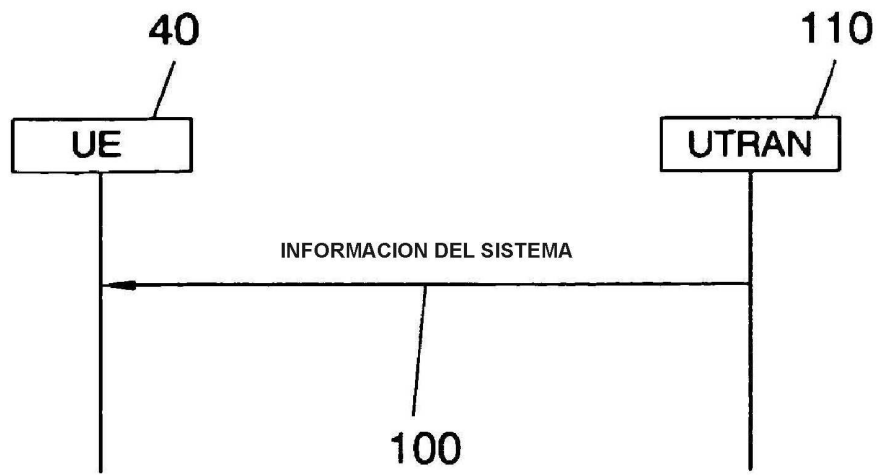 40
110
UE
UTRAN
INFORMACION DEL SISTEMA
100